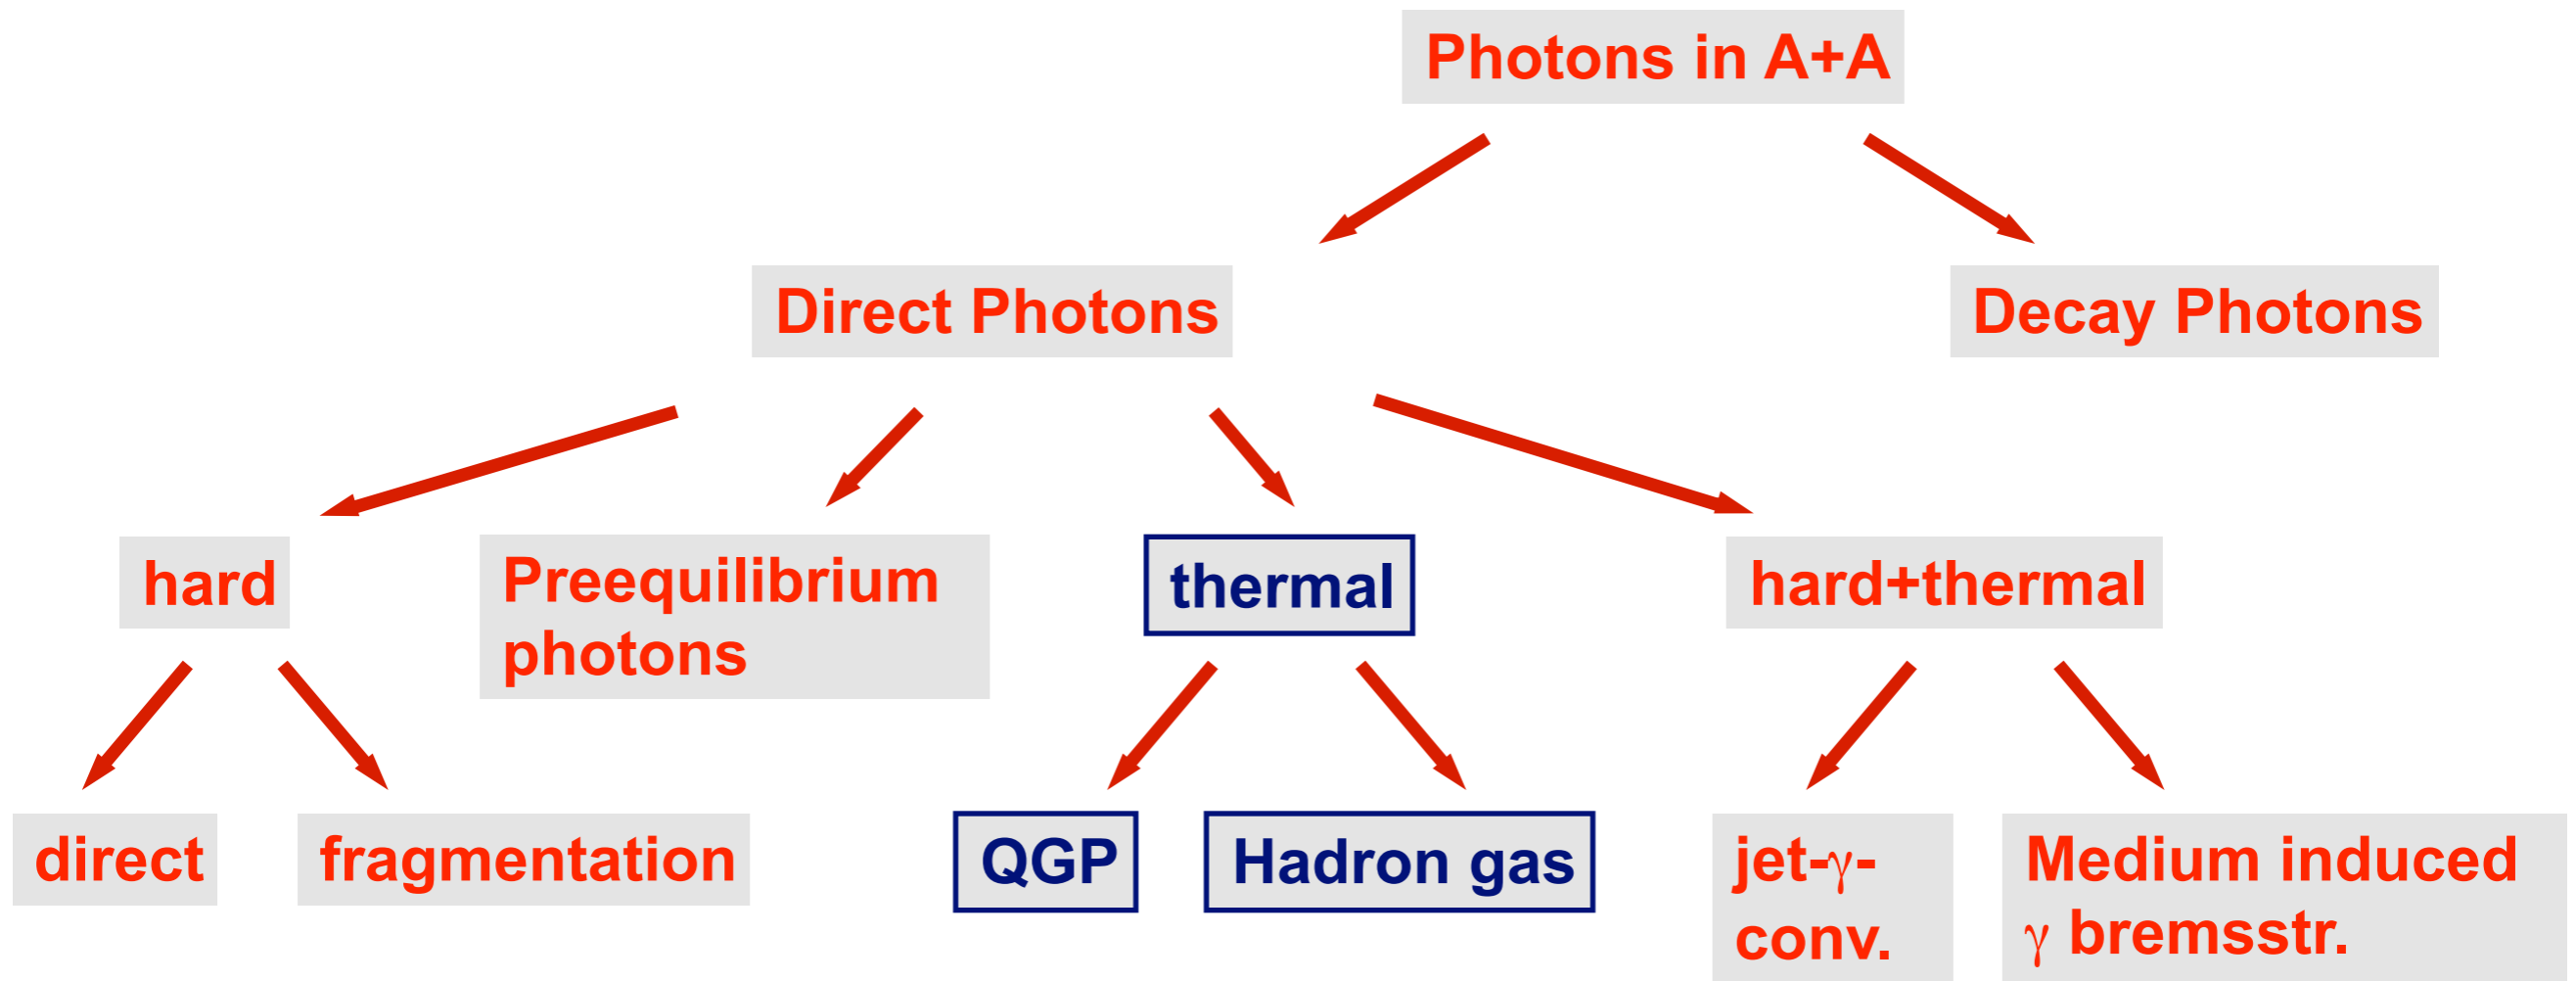 Photons in A+A
Direct Photons
Decay Photons
hard
Preequilibrium
photons
thermal
hard+thermal
direct
fragmentation
QGP
Hadron gas
jet-γ-
conv.
Medium induced
γ bremsstr.